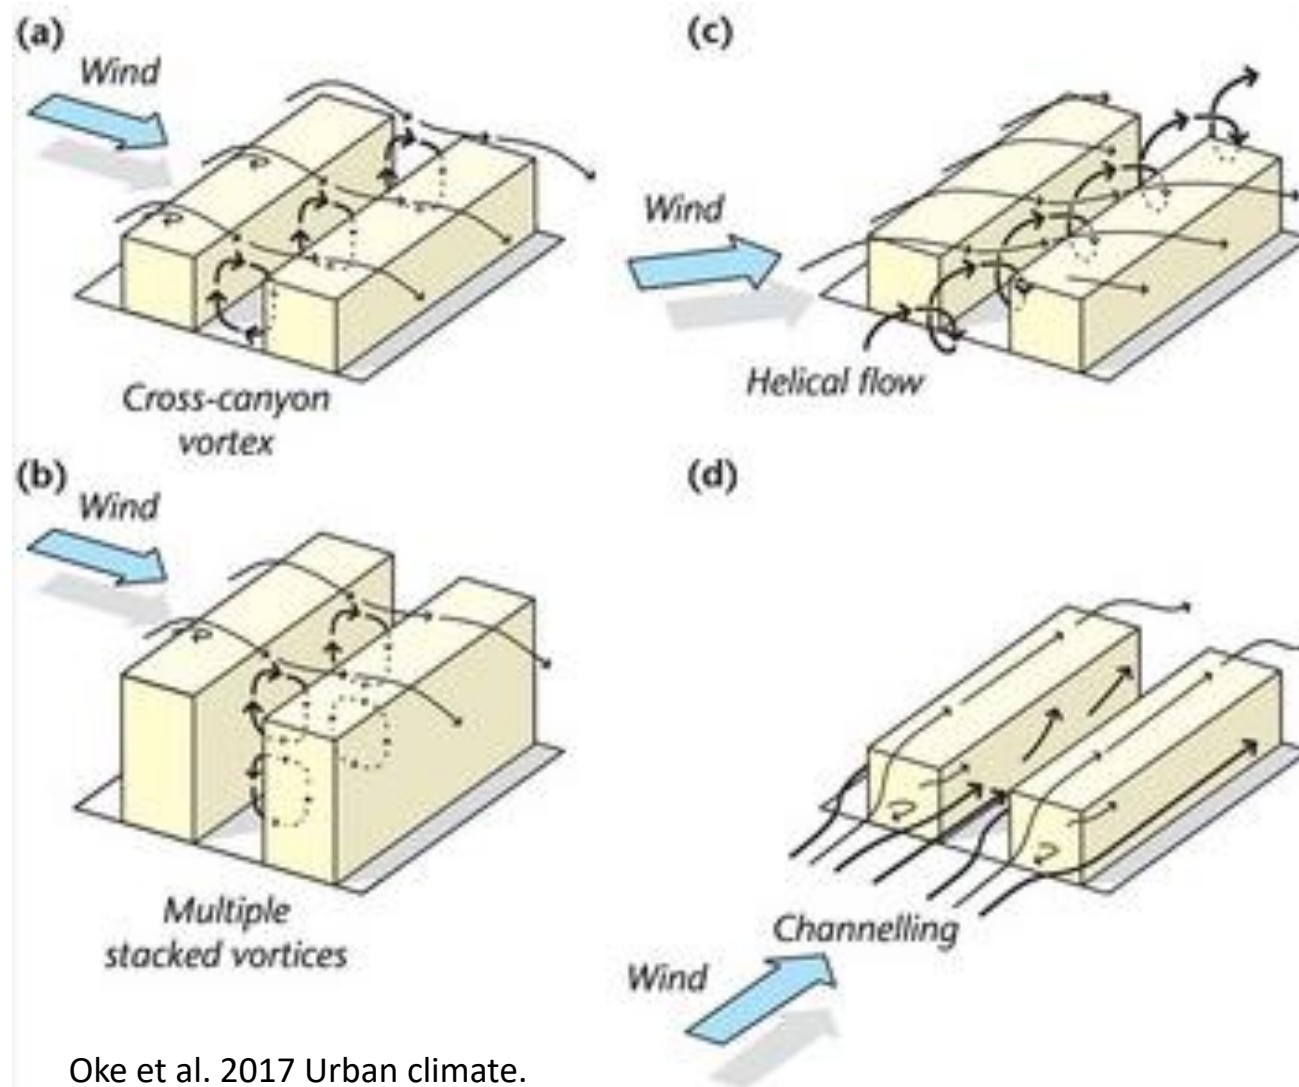 (a)
Wind
Cross-canyon
vortex
(b)
Wind
Multiple
stacked vortices
(c)
Wind
Helical flow
(d)
Channelling
Wind
Oke et al. 2017 Urban climate.